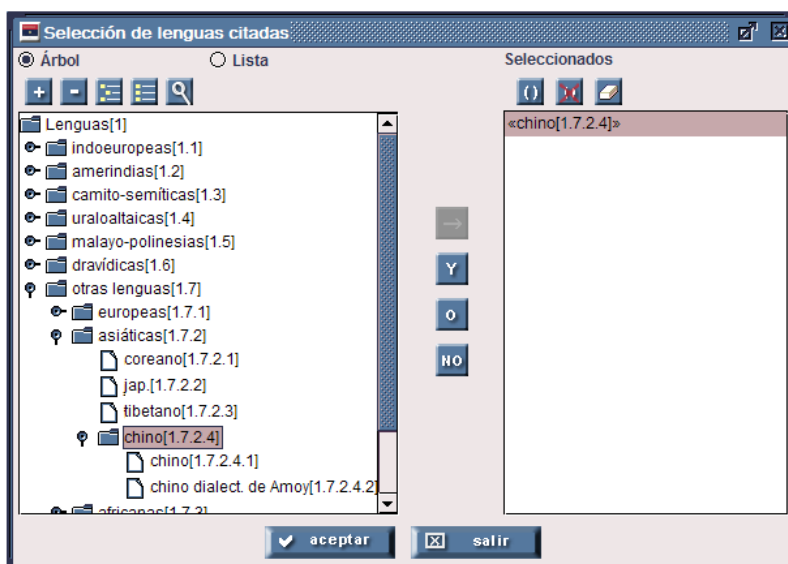 Selección de lenguas citadas
Árbol
Lista
Seleccionados
Lenguas[1]
indoeuropeas[1.1]
amerindias[1.2]
camito-semíticas[1.3]
uraloaltaicas[1.4]
malayo-polinesias[1.5]
dravídicas[1.6]
otras lenguas[1.7]
europeas[1.7.1]
asiáticas[1.7.2]
coreano[1.7.2.1]
jap.[1.7.2.2]
tibetano[1.7.2.3]
chino[1.7.2.4]
chino[1.7.2.4.1]
chino dialect. de Amoy[1.7.2.4.2]
africanas[1.7.3]
Y
O
NO
«chino[1.7.2.4]»
aceptar
salir